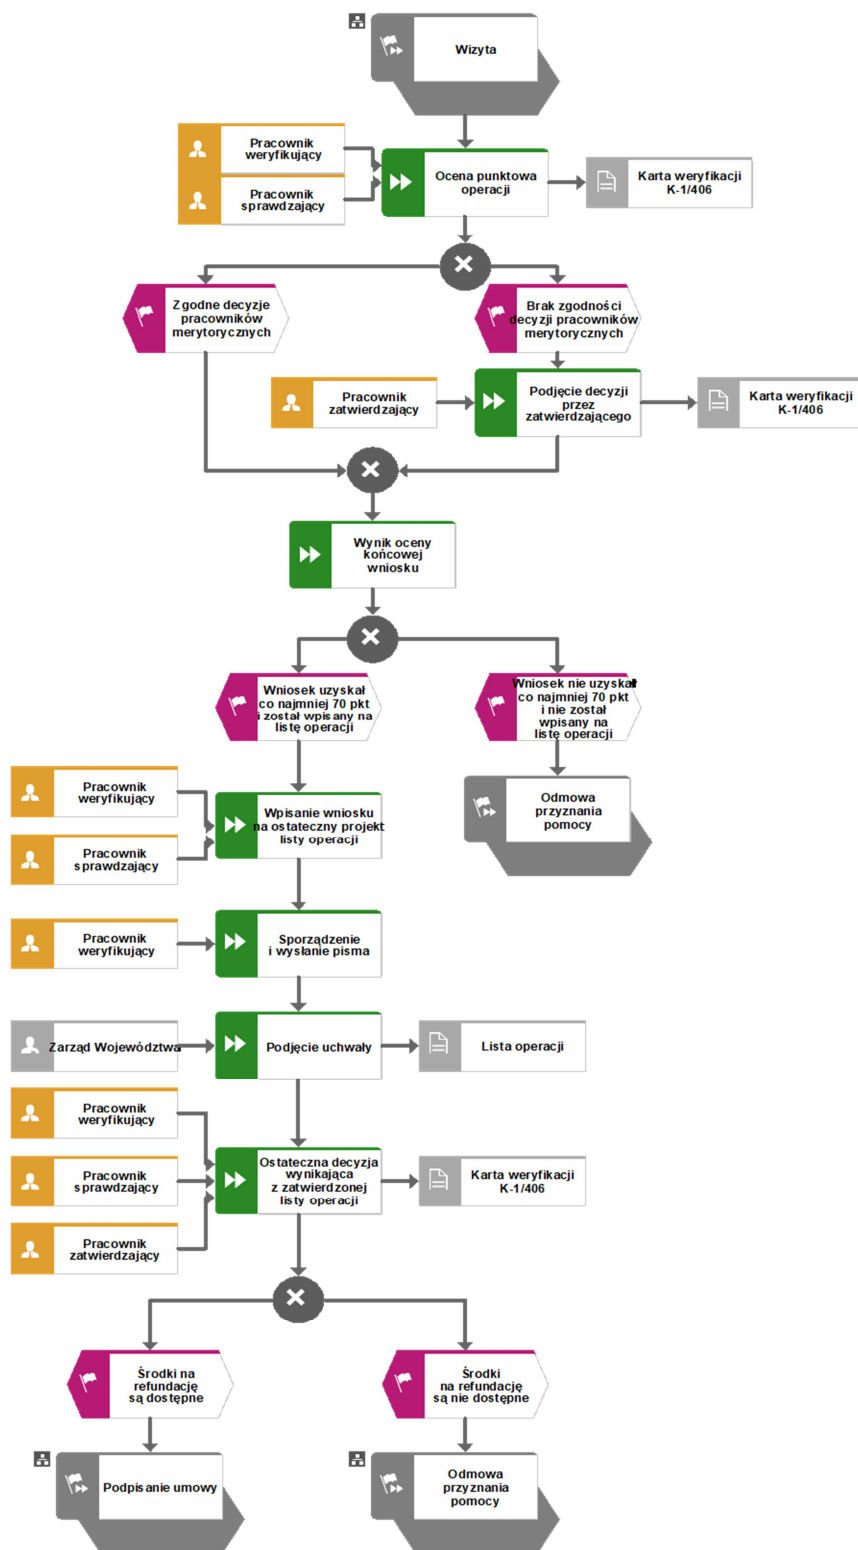 Wizyta
Pracownik
weryfikujący
Pracownik
sprawdzający
Ocena punktowa
operacji
Karta weryfikacji
K-1/406
Zgodne decyzje
pracowników
merytorycznych
Brak zgodności
decyzji pracowników
merytorycznych
Pracownik
zatwierdzający
Podjęcie decyzji
przez
zatwierdzającego
Karta weryfikacji
K-1/406
Wynik oceny
końcowej
wniosku
Wniosek uzyskał
co najmniej 70 pkt
i został wpisany na
listę operacji
Wniosek nie uzyskał
co najmniej 70 pkt
i nie został
wpisany na
listę operacji
Pracownik
weryfikujący
Pracownik
sprawdzający
Wpisanie wniosku
na ostateczny projekt
listy operacji
Odmowa
przyznania
pomocy
Pracownik
weryfikujący
Sporządzenie
i wysłanie pisma
Zarząd Województwa
Podjęcie uchwały
Lista operacji
Pracownik
weryfikujący
Pracownik
sprawdzający
Pracownik
zatwierdzający
Ostateczna decyzja
wynikająca
z zatwierdzonej
listy operacji
Karta weryfikacji
K-1/406
Środki na
refundację
są dostępne
Środki
na refundację
są nie dostępne
Podpisanie umowy
Odmowa
przyznania
pomocy